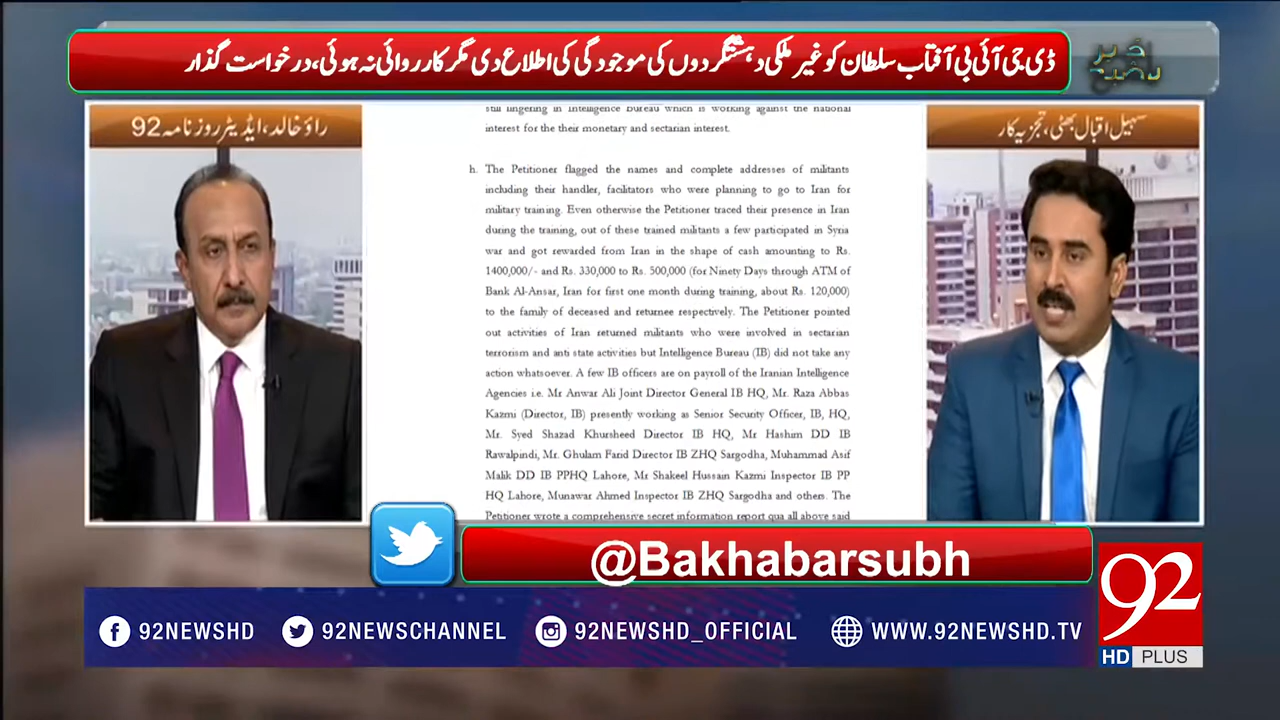 ڈی جی آئی بی آفتاب سلطان کو غیر ملکی دہشتگردوں کی موجودگی کی اطلاع دی مگر کارروائی نہ ہوئی، درخواست گذار
راؤ خالد، ایڈیٹر روزنامہ 92
سہیل اقبال بھٹی، تجزیہ کار
still lingering in Intelligence Bureau which is working against the national
interest for the their monetary and sectarian interest.
h. The Petitioner flagged the names and complete addresses of militants
including their handler, facilitators who were planning to go to Iran for
military training. Even otherwise the Petitioner traced their presence in Iran
during the training, out of these trained militants a few participated in Syria
war and got rewarded from Iran in the shape of cash amounting to Rs.
1400,000/- and Rs. 330,000 to Rs. 500,000 (for Ninety Days through ATM of
Bank Al-Ansar, Iran for first one month during training, about Rs. 120,000)
to the family of deceased and returnee respectively. The Petitioner pointed
out activities of Iran returned militants who were involved in sectarian
terrorism and anti state activities but Intelligence Bureau (IB) did not take any
action whatsoever. A few IB officers are on payroll of the Iranian Intelligence
Agencies i.e. Mr Anwar Ali Joint Director General IB HQ, Mr. Raza Abbas
Kazmi (Director, IB) presently working as Senior Security Officer, IB, HQ,
Mr. Syed Shazad Khursheed Director IB HQ, Mr Hashim DD IB
Rawalpindi, Mr. Ghulam Farid Director IB ZHQ Sargodha, Muhammad Asif
Malik DD IB PPHQ Lahore, Mr Shakeel Hussain Kazmi Inspector IB PP
HQ Lahore, Munawar Ahmed Inspector IB ZHQ Sargodha and others. The
Petitioner wrote a comprehensive secret information report qua all above said
@Bakhabarsubh
92NEWSHD 92NEWSCHANNEL 92NEWSHD_OFFICIAL WWW.92NEWSHD.TV
92
HD PLUS